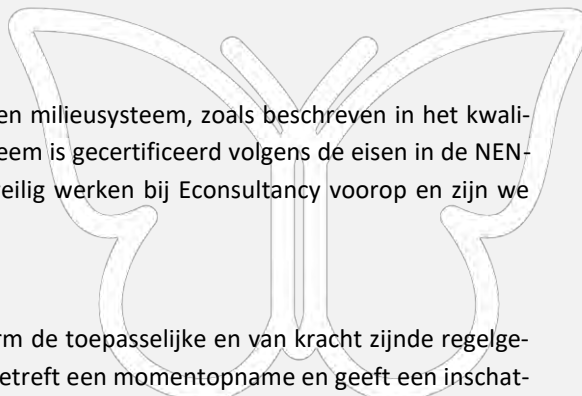 en milieusysteem, zoals beschreven in het kwali-
eem is gecertificeerd volgens de eisen in de NEN-
eilig werken bij Econsultancy voorop en zijn we
rm de toepasselijke en van kracht zijnde regelge-
etreft een momentopname en geeft een inschat-